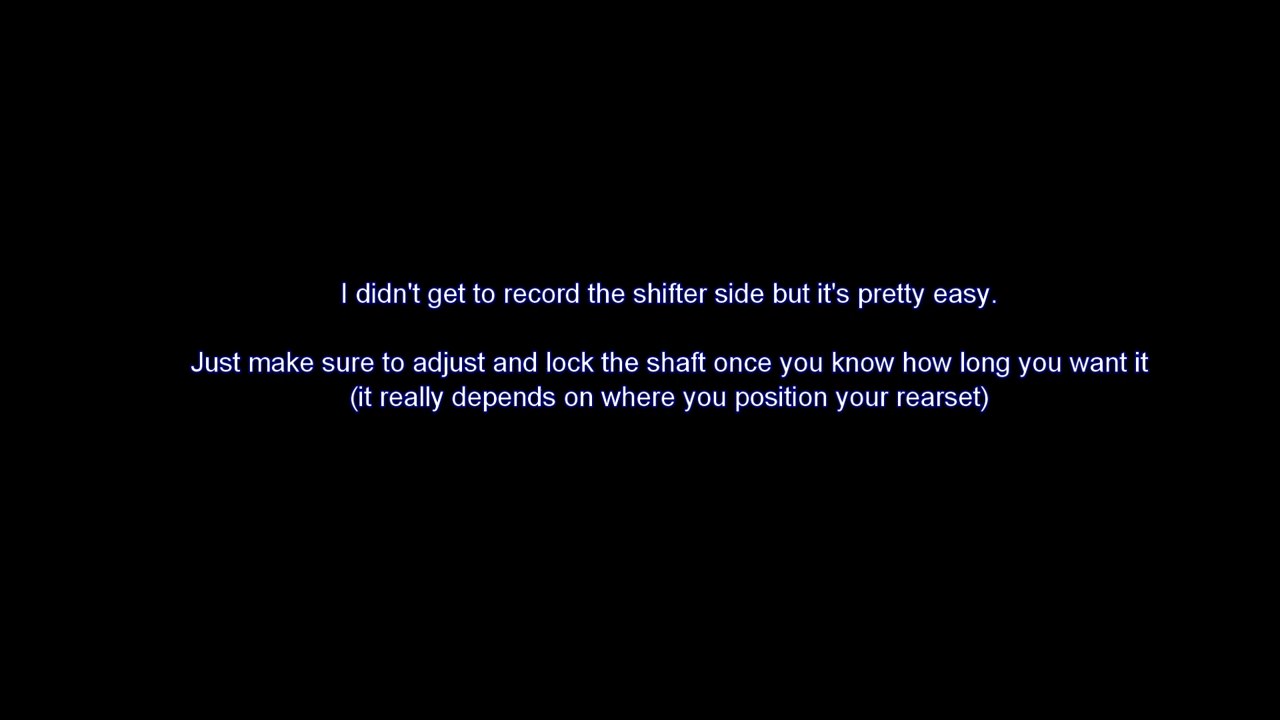 I didn't get to record the shifter side but it's pretty easy.
Just make sure to adjust and lock the shaft once you know how long you want it
(it really depends on where you position your rearset)